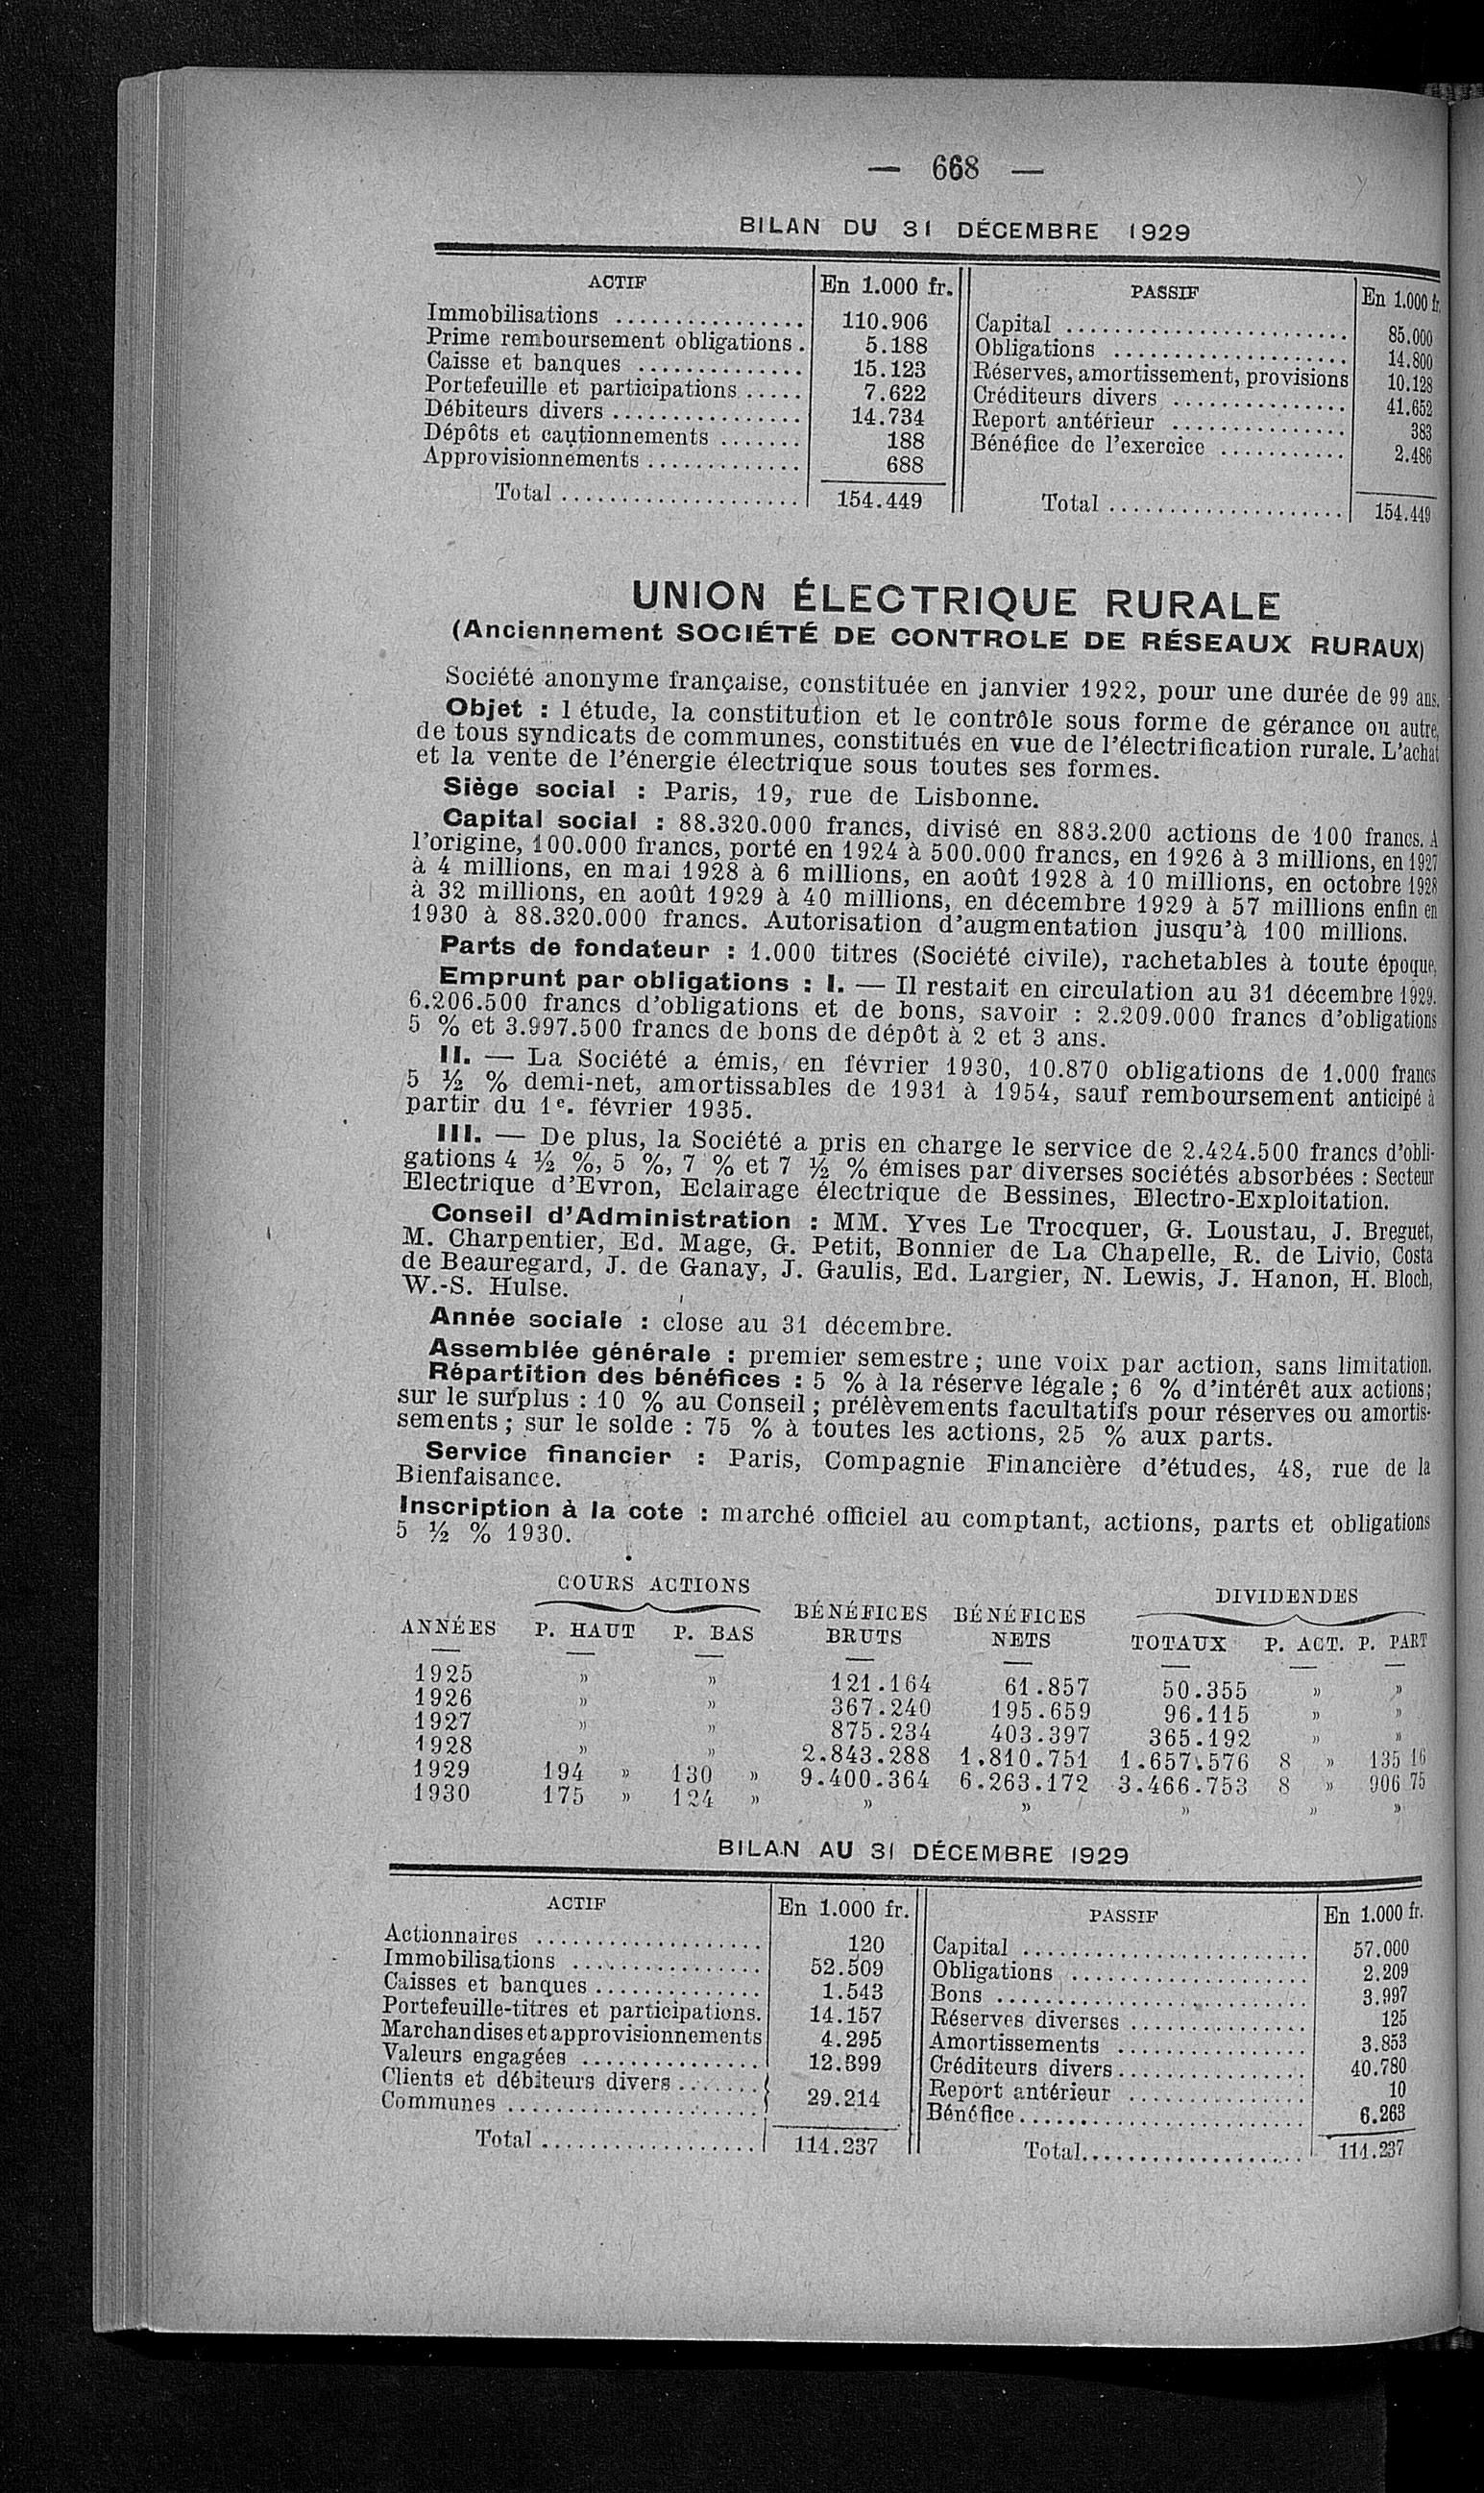 — 668 —
BILAN DU 31 DÉCEMBRE 1929
ACTIF En 1.000 fr. PASSIF En 1.000 fr.
Immobilisations ................ 110.906 Capital ........................ 85.000
Prime remboursement obligations. 5.188 Obligations .................... 14.800
Caisse et banques .............. 15.123 Réserves, amortissement, provisions 10.128
Portefeuille et participations ..... 7.622 Créditeurs divers ............... 41.652
Débiteurs divers ................ 14.734 Report antérieur ............... 383
Dépôts et cautionnements ....... 188 Bénéfice de l'exercice ........... 2.486
Approvisionnements ............. 688
Total .................... 154.449 Total .................... 154.449
UNION ÉLECTRIQUE RURALE
(Anciennement SOCIÉTÉ DE CONTROLE DE RÉSEAUX RURAUX)
Société anonyme française, constituée en janvier 1922, pour une durée de 99 ans.
Objet : l étude, la constitution et le contrôle sous forme de gérance ou autre,
de tous syndicats de communes, constitués en vue de l'électrification rurale. L'achat
et la vente de l'énergie électrique sous toutes ses formes.
Siège social : Paris, 19, rue de Lisbonne.
Capital social : 88.320.000 francs, divisé en 883.200 actions de 100 francs. A
l'origine, 100.000 francs, porté en 1924 à 500.000 francs, en 1926 à 3 millions, en 1927
à 4 millions, en mai 1928 à 6 millions, en août 1928 à 10 millions, en octobre 1928
à 32 millions, en août 1929 à 40 millions, en décembre 1929 à 57 millions enfin en
1930 à 88.320.000 francs. Autorisation d'augmentation jusqu'à 100 millions.
Parts de fondateur : 1.000 titres (Société civile), rachetables à toute époque.
Emprunt par obligations : I. — Il restait en circulation au 31 décembre 1929.
6.206.500 francs d'obligations et de bons, savoir : 2.209.000 francs d'obligations
5 % et 3.997.500 francs de bons de dépôt à 2 et 3 ans.
II. — La Société a émis, en février 1930, 10.870 obligations de 1.000 francs
5 ½ % demi-net, amortissables de 1931 à 1954, sauf remboursement anticipé à
partir du 1e. février 1935.
III. — De plus, la Société a pris en charge le service de 2.424.500 francs d'obli-
gations 4 ½ %, 5 %, 7 % et 7 ½ % émises par diverses sociétés absorbées : Secteur
Electrique d'Evron, Eclairage électrique de Bessines, Electro-Exploitation.
Conseil d'Administration : MM. Yves Le Trocquer, G. Loustau, J. Breguet,
M. Charpentier, Ed. Mage, G. Petit, Bonnier de La Chapelle, R. de Livio, Costa
de Beauregard, J. de Ganay, J. Gaulis, Ed. Largier, N. Lewis, J. Hanon, H. Bloch,
W.-S. Hulse.
Année sociale : close au 31 décembre.
Assemblée générale : premier semestre ; une voix par action, sans limitation.
Répartition des bénéfices : 5 % à la réserve légale ; 6 % d'intérêt aux actions ;
sur le surplus : 10 % au Conseil ; prélèvements facultatifs pour réserves ou amortis-
sements ; sur le solde : 75 % à toutes les actions, 25 % aux parts.
Service financier : Paris, Compagnie Financière d'études, 48, rue de la
Bienfaisance.
Inscription à la cote : marché officiel au comptant, actions, parts et obligations
5 ½ % 1930.
COURS ACTIONS DIVIDENDES
ANNÉES P. HAUT P. BAS BÉNÉFICES BRUTS BÉNÉFICES NETS TOTAUX P. ACT. P. PART
1925 » » 121.164 61.857 50.355 » »
1926 » » 367.240 195.659 96.115 » »
1927 » » 875.234 403.397 365.192 » »
1928 » » 2.843.288 1.810.751 1.657.576 8 » 135 16
1929 194 » 130 » 9.400.364 6.263.172 3.466.753 8 » 906 75
1930 175 » 124 » » » » » »
BILAN AU 31 DÉCEMBRE 1929
ACTIF En 1.000 fr. PASSIF En 1.000 fr.
Actionnaires ................... 120 Capital ........................ 57.000
Immobilisations ................ 52.509 Obligations .................... 2.209
Caisses et banques .............. 1.543 Bons .......................... 3.997
Portefeuille-titres et participations. 14.157 Réserves diverses ............... 125
Marchandises et approvisionnements 4.295 Amortissements ................ 3.853
Valeurs engagées ............... 12.399 Créditeurs divers................ 40.780
Clients et débiteurs divers ....... Report antérieur ............... 10
Communes ..................... 29.214 Bénéfice........................ 6.263
Total .................. 114.237 Total................... 114.237